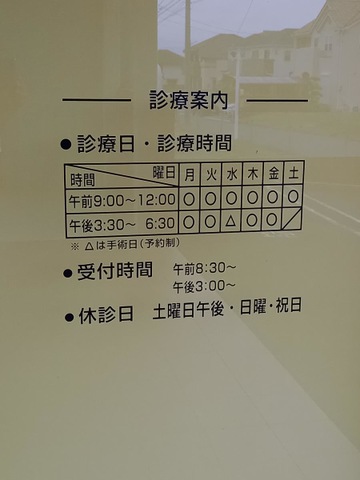 診療案内
●診療日・診療時間
時間 曜日 月 火 水 木 金 土
午前9:00～12:00 ○ ○ ○ ○ ○ ○
午後3:30～ 6:30 ○ ○ △ ○ ○ ／
※ △は手術日(予約制)
●受付時間 午前8:30～
午後3:00～
●休診日 土曜日午後・日曜・祝日